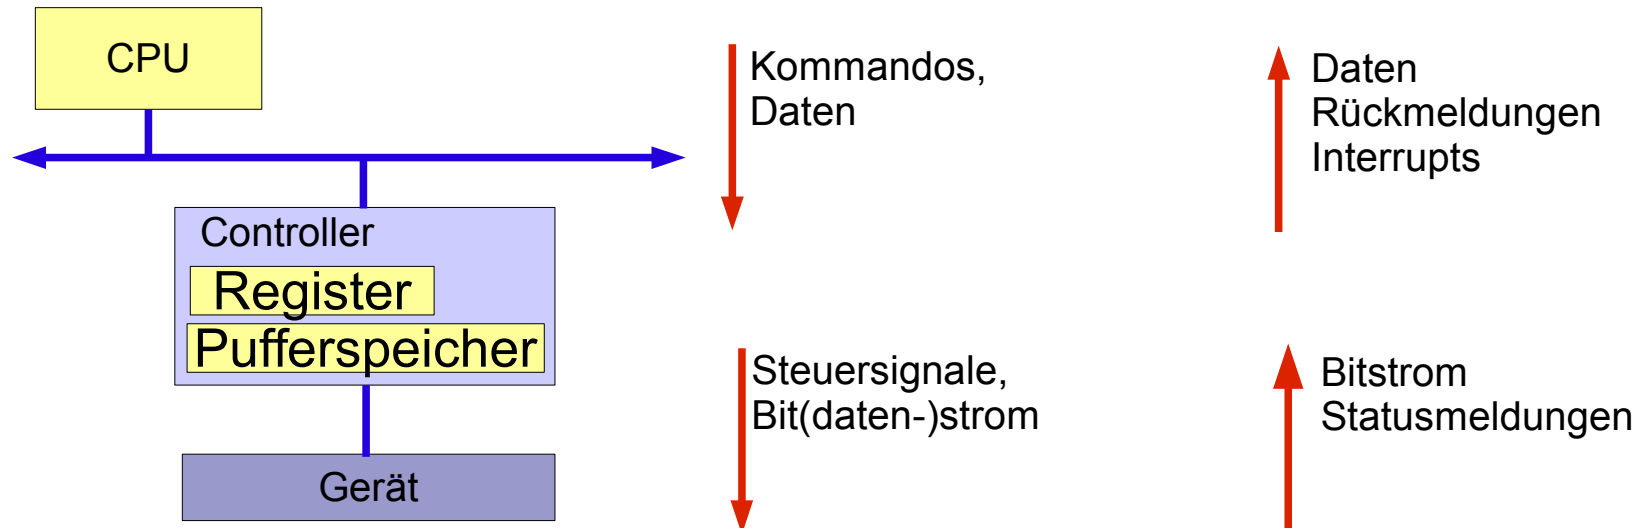 CPU
Kommandos,
Daten
Daten
Rückmeldungen
Interrupts
Controller
Register
Pufferspeicher
Steuersignale,
Bit(daten-)strom
Bitstrom
Statusmeldungen
Gerät